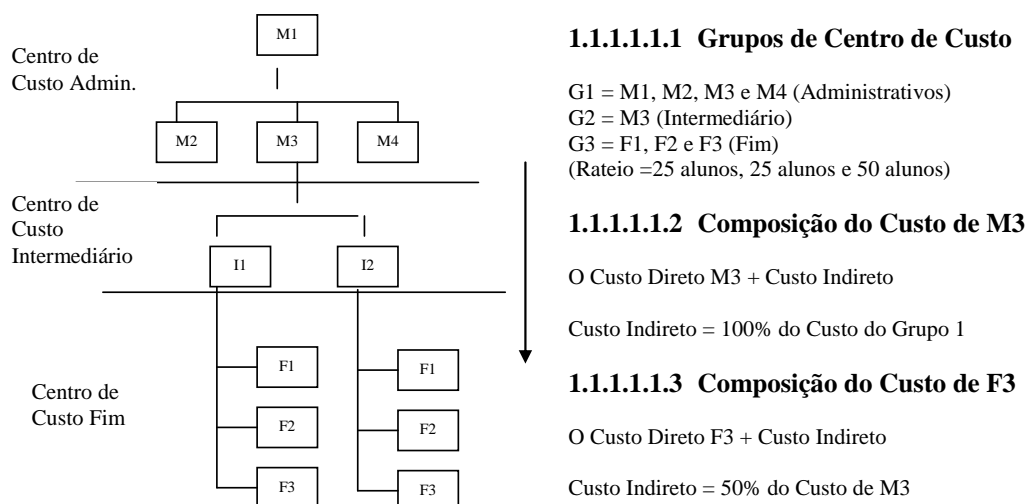 Centro de
Custo Admin.
M1
M2
M3
M4
Centro de
Custo
Intermediário
I1
I2
Centro de
Custo Fim
F1
F2
F3
F1
F2
F3
1.1.1.1.1.1 Grupos de Centro de Custo
G1 = M1, M2, M3 e M4 (Administrativos)
G2 = M3 (Intermediário)
G3 = F1, F2 e F3 (Fim)
(Rateio =25 alunos, 25 alunos e 50 alunos)
1.1.1.1.1.2 Composição do Custo de M3
O Custo Direto M3 + Custo Indireto
Custo Indireto = 100% do Custo do Grupo 1
1.1.1.1.1.3 Composição do Custo de F3
O Custo Direto F3 + Custo Indireto
Custo Indireto = 50% do Custo de M3